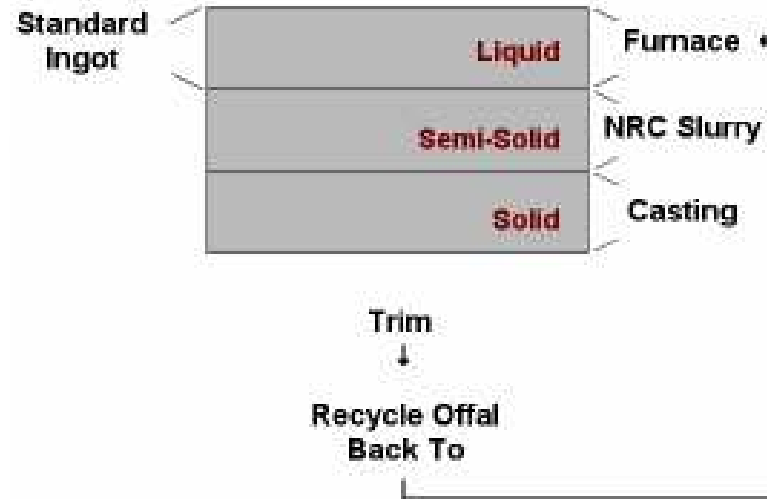 Standard
Ingot
Liquid
Furnace
Semi-Solid
NRC Slurry
Solid
Casting
Trim
Recycle Offal
Back To